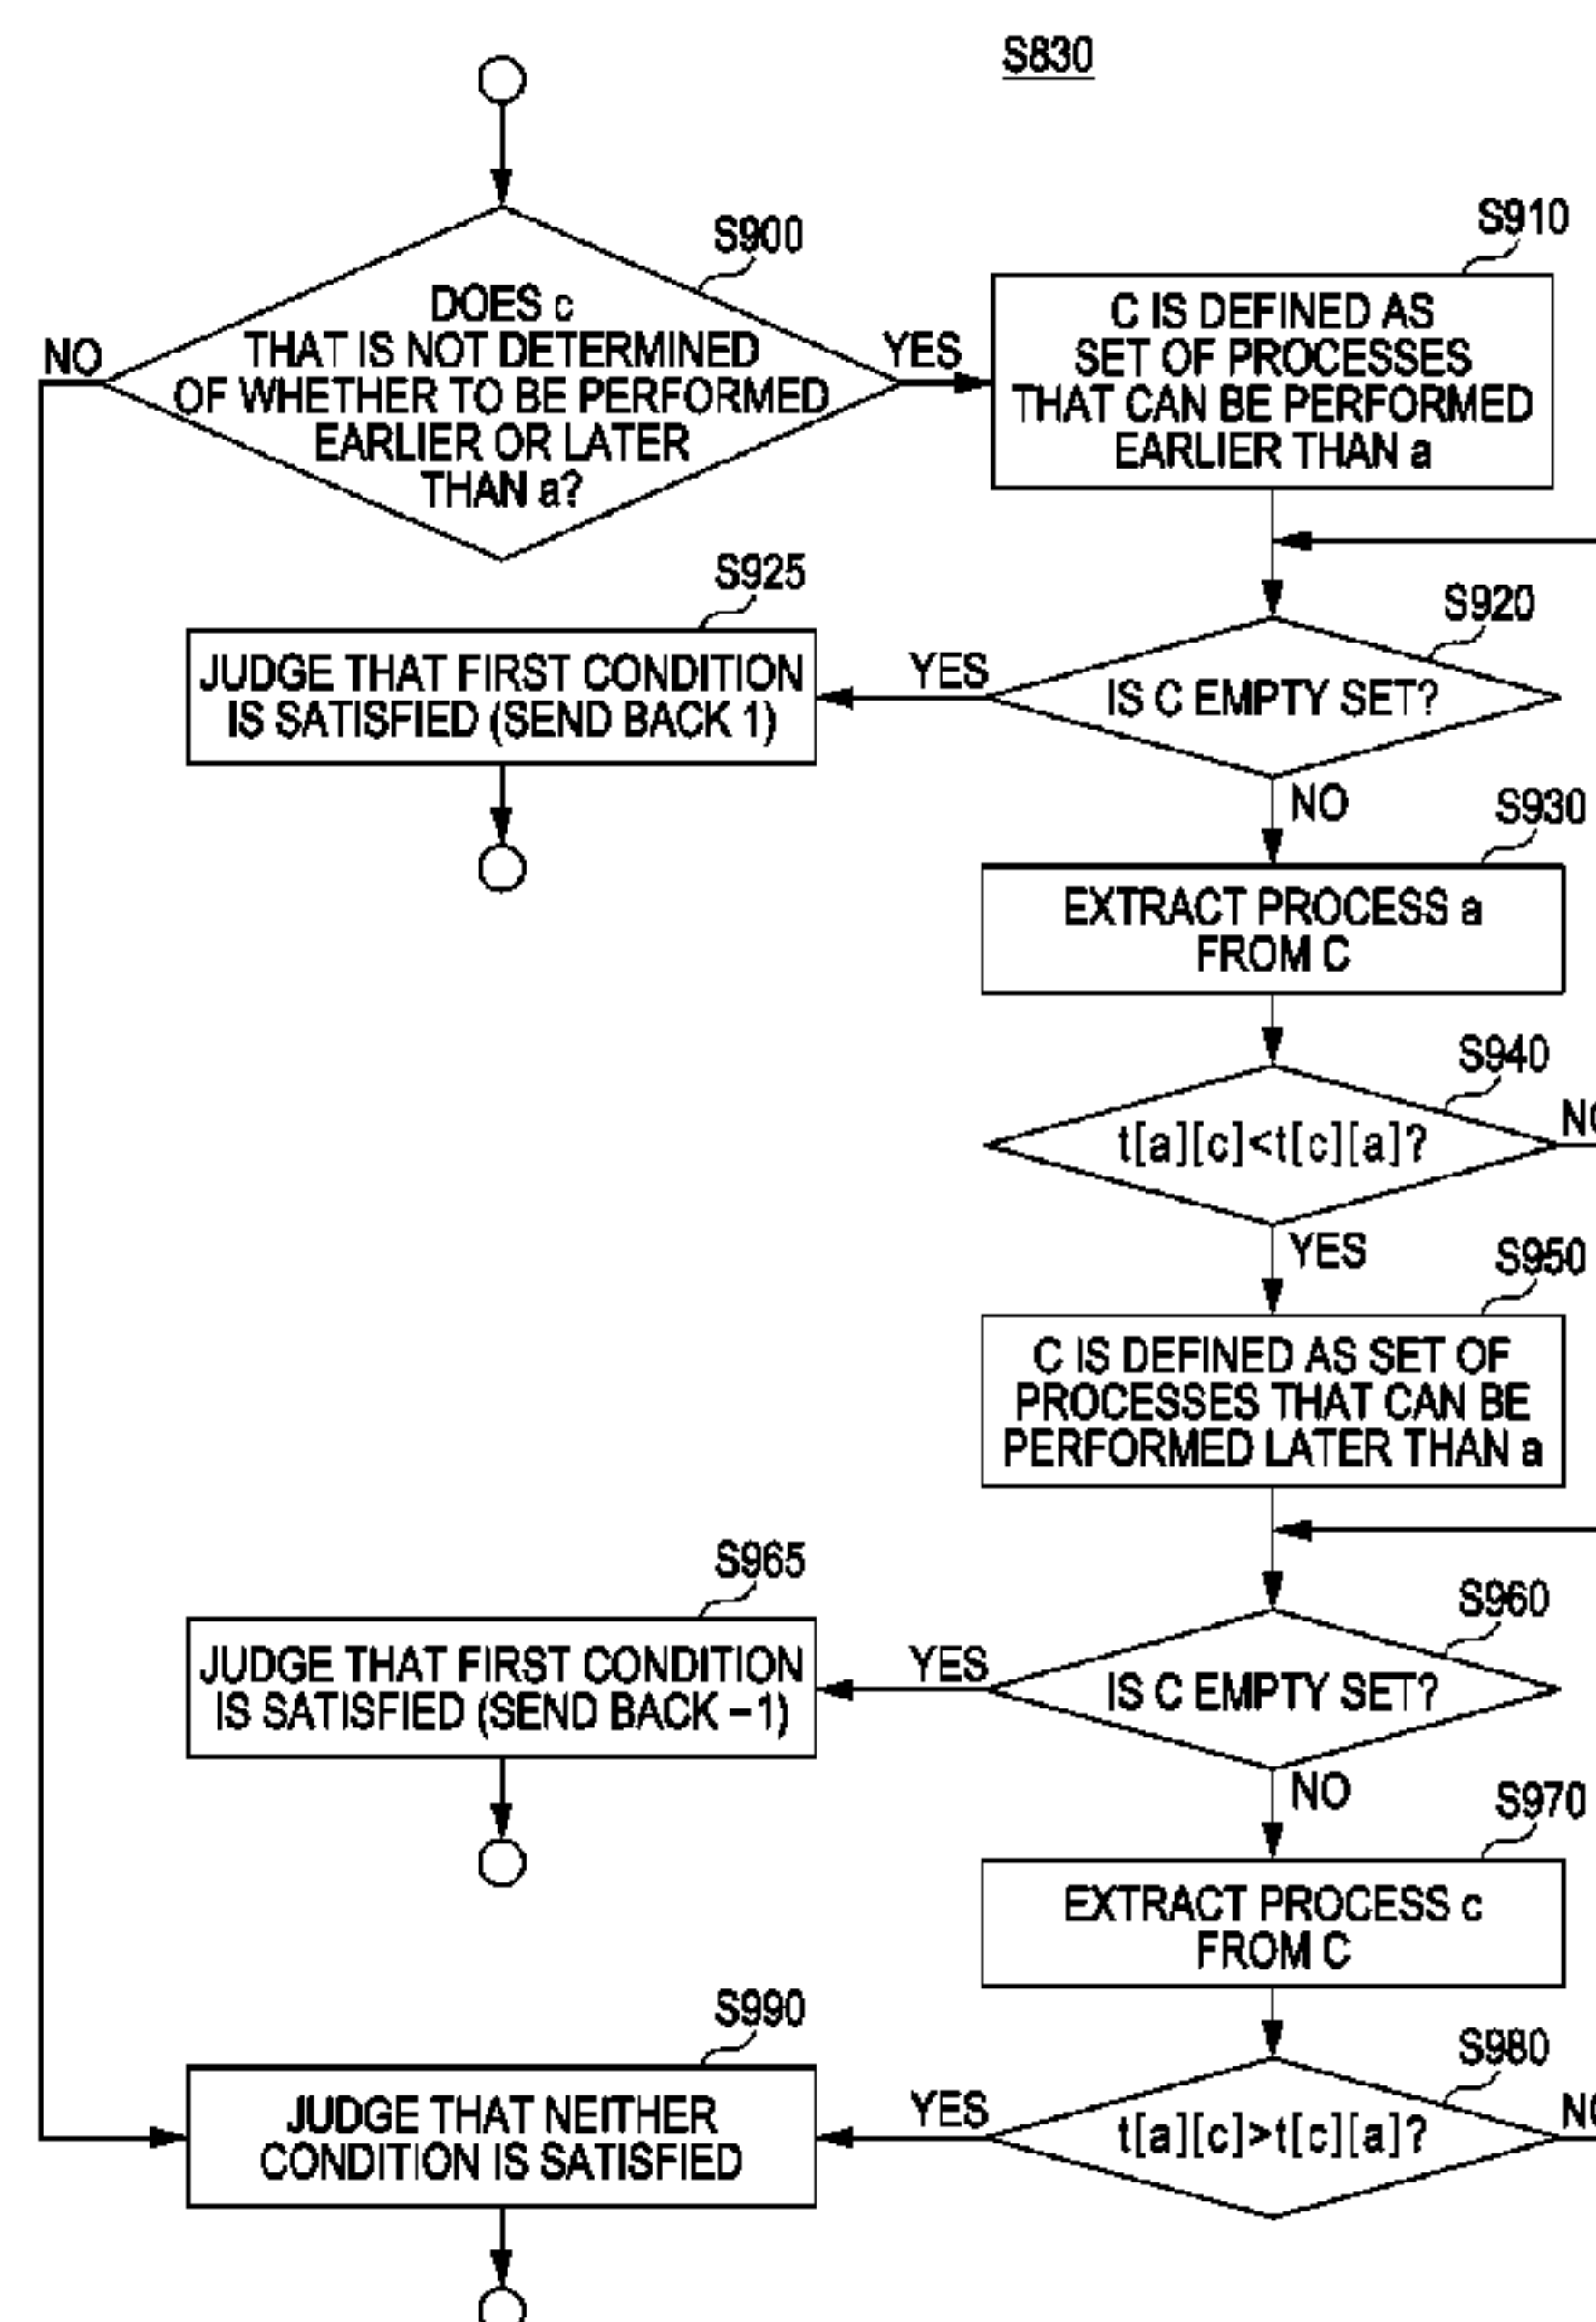 S830
S900
DOES c
THAT IS NOT DETERMINED
OF WHETHER TO BE PERFORMED
EARLIER OR LATER
THAN a?
NO
YES
S910
C IS DEFINED AS
SET OF PROCESSES
THAT CAN BE PERFORMED
EARLIER THAN a
S925
JUDGE THAT FIRST CONDITION
IS SATISFIED (SEND BACK 1)
YES
S920
IS C EMPTY SET?
NO
S930
EXTRACT PROCESS a
FROM C
S940
t[a][c]<t[c][a]?
NO
YES
S950
C IS DEFINED AS SET OF
PROCESSES THAT CAN BE
PERFORMED LATER THAN a
S965
JUDGE THAT FIRST CONDITION
IS SATISFIED (SEND BACK −1)
YES
S960
IS C EMPTY SET?
NO
S970
EXTRACT PROCESS c
FROM C
S990
JUDGE THAT NEITHER
CONDITION IS SATISFIED
YES
S980
t[a][c]>t[c][a]?
NO